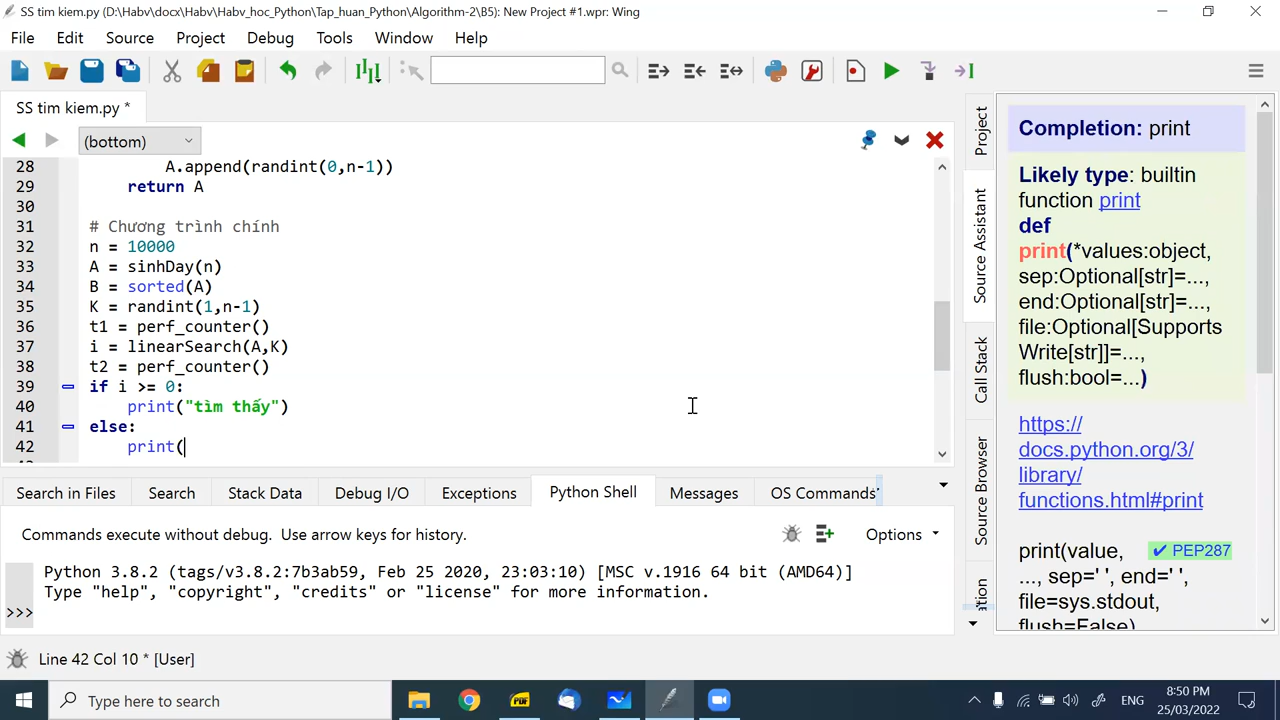 SS tim kiem.py (D:\Habv\docx\Habv\Habv_hoc_Python\Tap_huan_Python\Algorithm-2\B5): New Project #1.wpr: Wing
File Edit Source Project Debug Tools Window Help
SS tim kiem.py *
(bottom)
28 A.append(randint(0,n-1))
29 return A
30
31 # Chương trình chính
32 n = 10000
33 A = sinhDay(n)
34 B = sorted(A)
35 K = randint(1,n-1)
36 t1 = perf_counter()
37 i = linearSearch(A,K)
38 t2 = perf_counter()
39 if i >= 0:
40 print("tìm thấy")
41 else:
42 print(
Search in Files Search Stack Data Debug I/O Exceptions Python Shell Messages OS Commands
Commands execute without debug. Use arrow keys for history.
Options
Python 3.8.2 (tags/v3.8.2:7b3ab59, Feb 25 2020, 23:03:10) [MSC v.1916 64 bit (AMD64)]
Type "help", "copyright", "credits" or "license" for more information.
>>>
Line 42 Col 10 * [User]
Project
Source Assistant
Call Stack
Source Browser
Completion: print
Likely type: builtin
function print
def
print(*values:object,
sep:Optional[str]=...,
end:Optional[str]=...,
file:Optional[Supports
Write[str]]=...,
flush:bool=...)
https://
docs.python.org/3/
library/
functions.html#print
print(value,
✔ PEP287
..., sep=' ', end=' ',
file=sys.stdout,
flush=False)
Type here to search
ENG
8:50 PM
25/03/2022